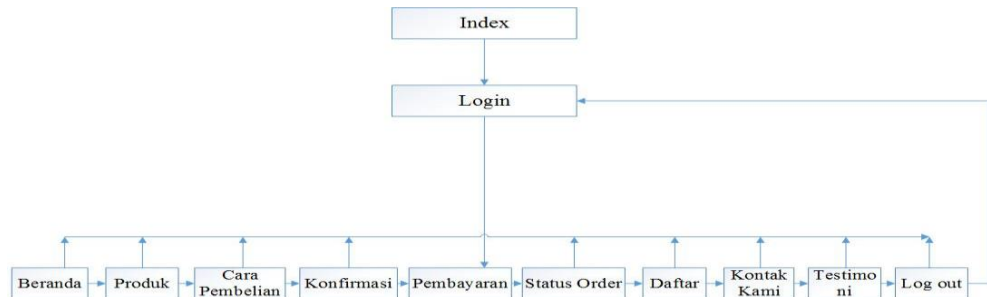 Index
Login
Beranda
Produk
Cara
Pembelian
Konfirmasi
Pembayaran
Status Order
Daftar
Kontak
Kami
Testimo
ni
Log out